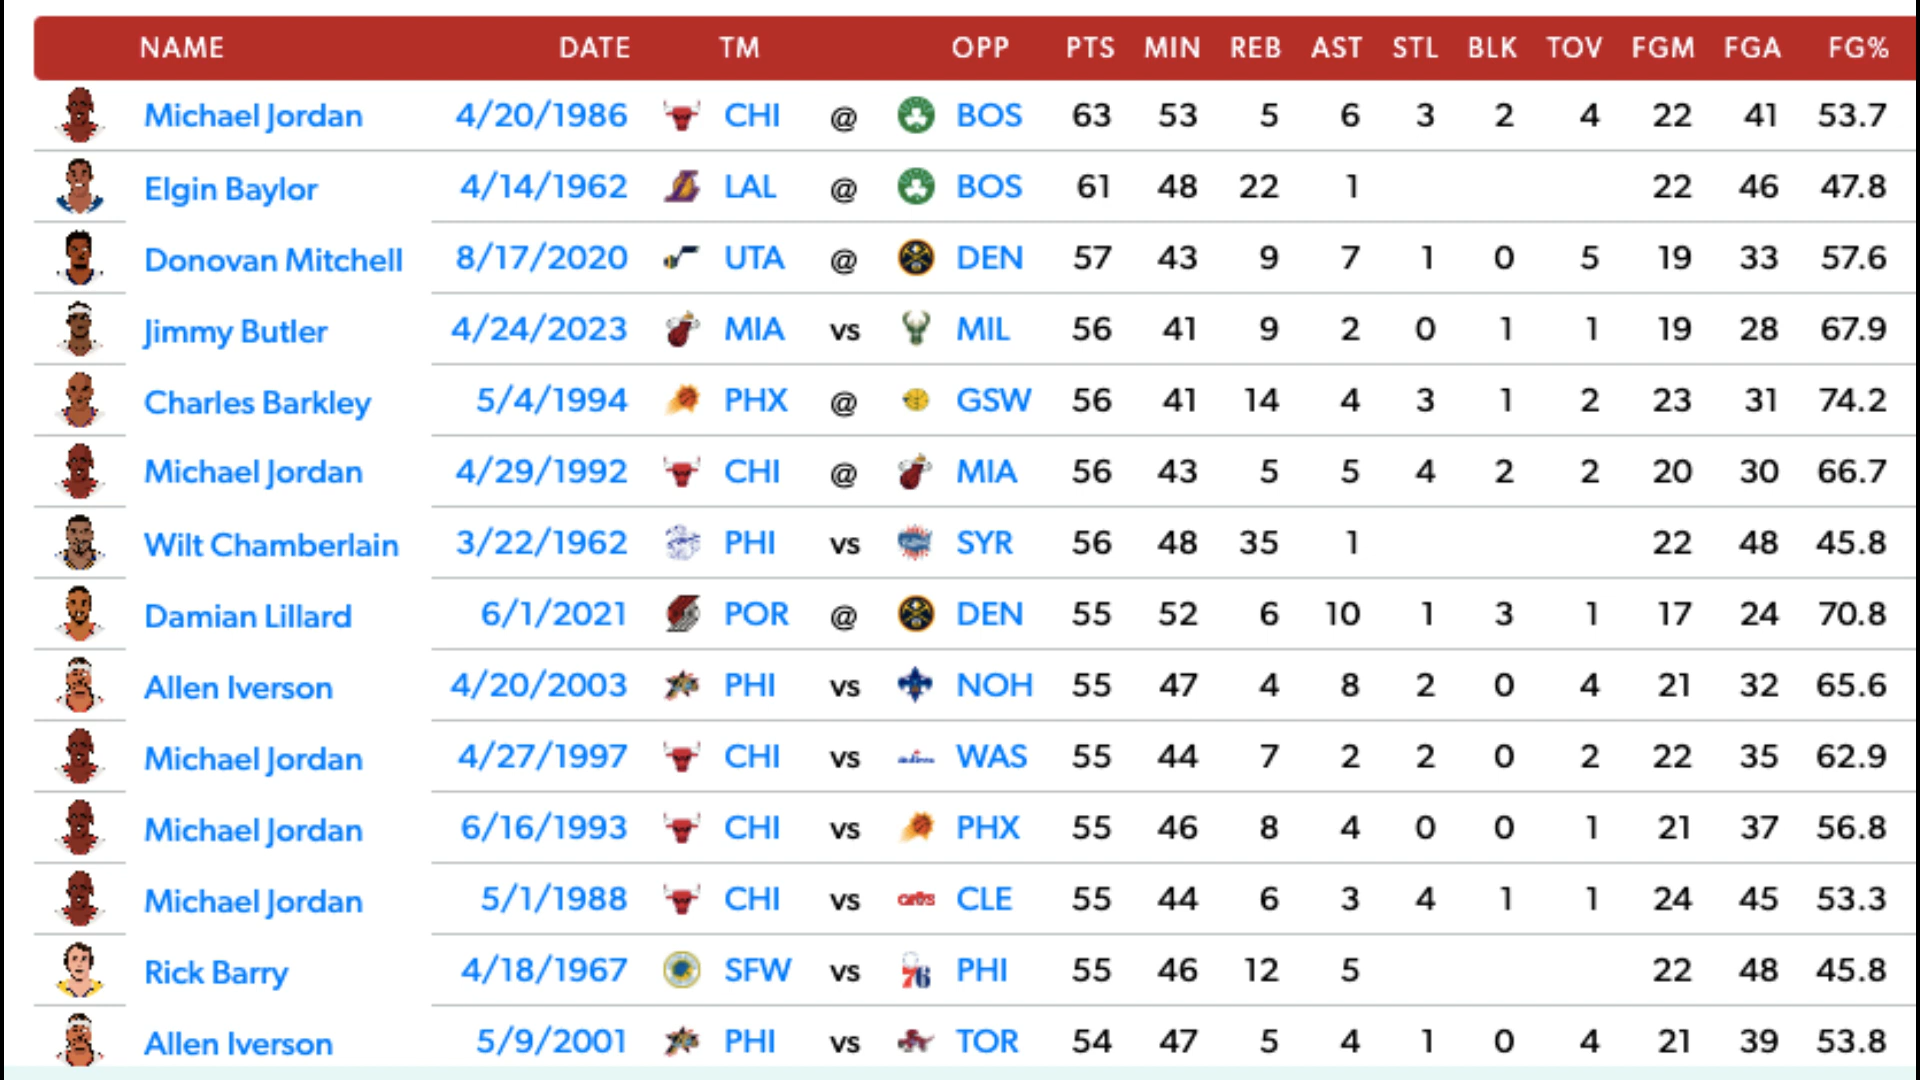 NAME DATE TM OPP PTS MIN REB AST STL BLK TOV FGM FGA FG%
Michael Jordan 4/20/1986 CHI @ BOS 63 53 5 6 3 2 4 22 41 53.7
Elgin Baylor 4/14/1962 LAL @ BOS 61 48 22 1 22 46 47.8
Donovan Mitchell 8/17/2020 UTA @ DEN 57 43 9 7 1 0 5 19 33 57.6
Jimmy Butler 4/24/2023 MIA vs MIL 56 41 9 2 0 1 1 19 28 67.9
Charles Barkley 5/4/1994 PHX @ GSW 56 41 14 4 3 1 2 23 31 74.2
Michael Jordan 4/29/1992 CHI @ MIA 56 43 5 5 4 2 2 20 30 66.7
Wilt Chamberlain 3/22/1962 PHI vs SYR 56 48 35 1 22 48 45.8
Damian Lillard 6/1/2021 POR @ DEN 55 52 6 10 1 3 1 17 24 70.8
Allen Iverson 4/20/2003 PHI vs NOH 55 47 4 8 2 0 4 21 32 65.6
Michael Jordan 4/27/1997 CHI vs WAS 55 44 7 2 2 0 2 22 35 62.9
Michael Jordan 6/16/1993 CHI vs PHX 55 46 8 4 0 0 1 21 37 56.8
Michael Jordan 5/1/1988 CHI vs CLE 55 44 6 3 4 1 1 24 45 53.3
Rick Barry 4/18/1967 SFW vs 76 PHI 55 46 12 5 22 48 45.8
Allen Iverson 5/9/2001 PHI vs TOR 54 47 5 4 1 0 4 21 39 53.8